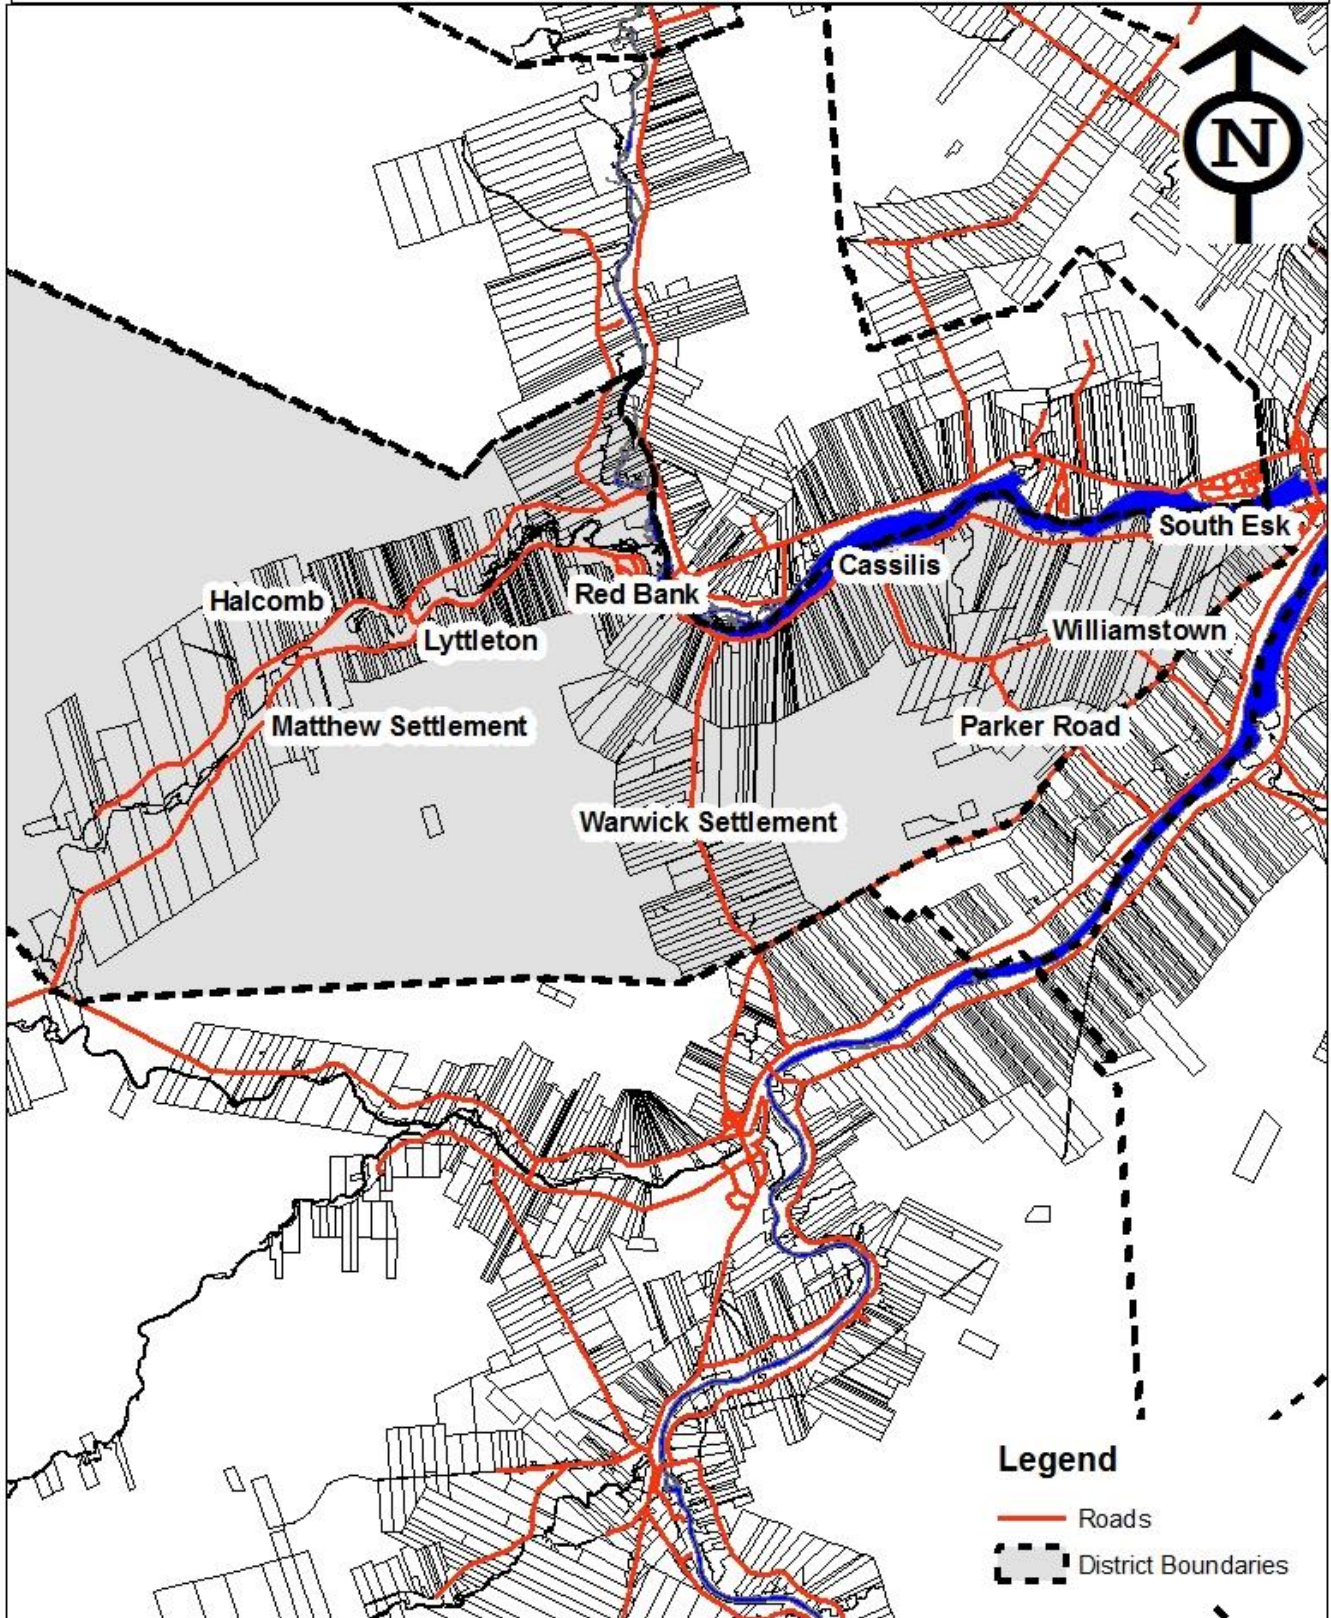 N
South Esk
Cassilis
Red Bank
Halcomb
Williamstown
Lyttleton
Matthew Settlement
Parker Road
Warwick Settlement
Legend
Roads
District Boundaries